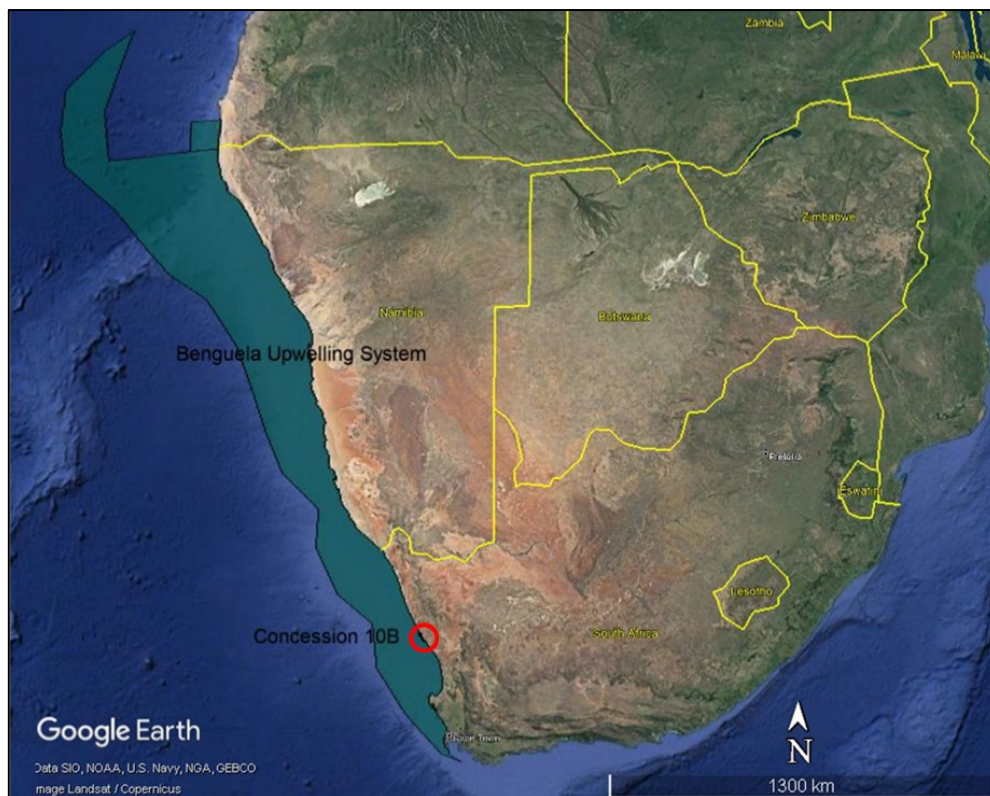 Zambia
Malawi
Zimbabwe
Namibia
Botswana
Benguela Upwelling System
Pretoria
Eswatini
Lesotho
Concession 10B
South Africa
Town
Google Earth
Data SIO, NOAA, U.S. Navy, NGA, GEBCO
Image Landsat / Copernicus
N
1300 km